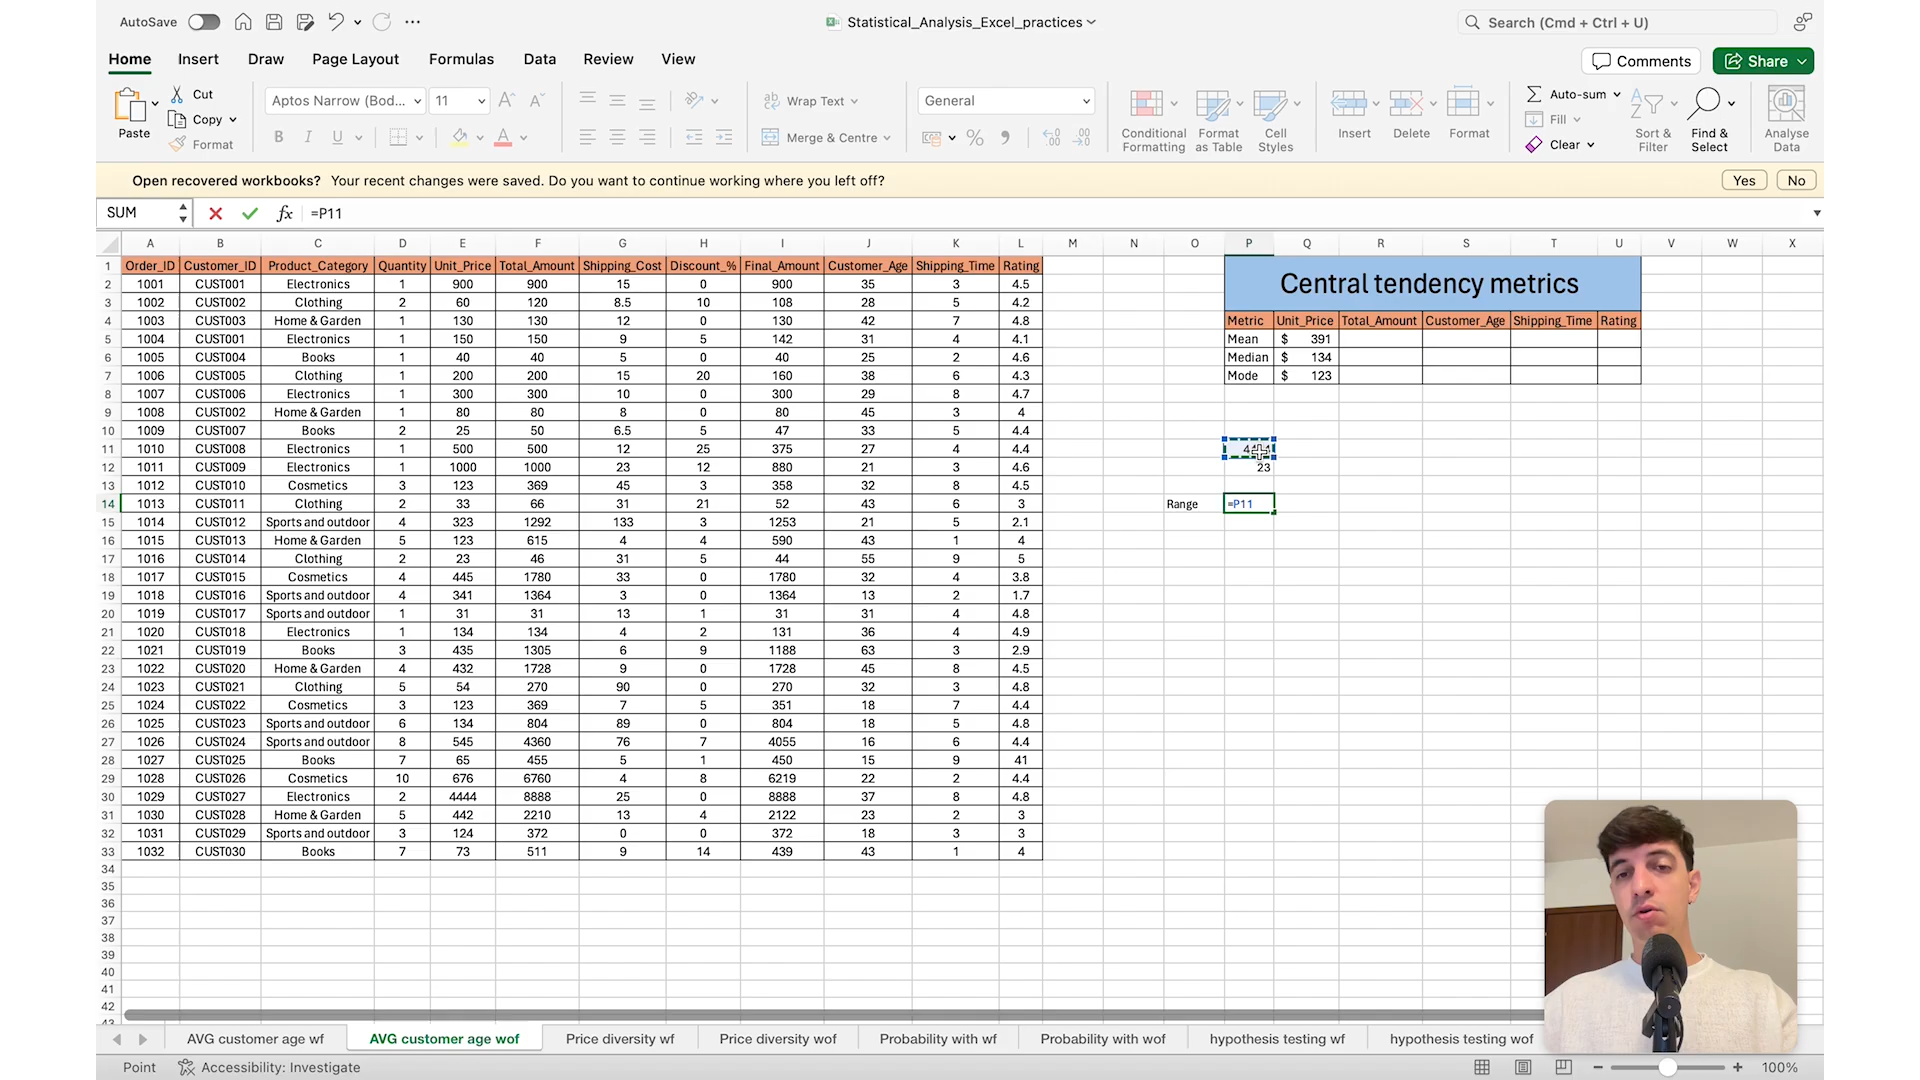 AutoSave
Statistical_Analysis_Excel_practices
Search (Cmd + Ctrl + U)
Home Insert Draw Page Layout Formulas Data Review View
Comments Share
Paste Cut Copy Format
Aptos Narrow (Bod... 11
Wrap Text
Merge & Centre
General
Conditional Formatting
Format as Table
Cell Styles
Insert Delete Format
Auto-sum Fill Clear
Sort & Filter
Find & Select
Analyse Data
Open recovered workbooks? Your recent changes were saved. Do you want to continue working where you left off? Yes No
SUM fx =P11
A B C D E F G H I J K L M N O P Q R S T U V W X
1 Order_ID Customer_ID Product_Category Quantity Unit_Price Total_Amount Shipping_Cost Discount_% Final_Amount Customer_Age Shipping_Time Rating Central tendency metrics
2 1001 CUST001 Electronics 1 900 900 15 0 900 35 3 4.5
3 1002 CUST002 Clothing 2 60 120 8.5 10 108 28 5 4.2
4 1003 CUST003 Home & Garden 1 130 130 12 0 130 42 7 4.8 Metric Unit_Price Total_Amount Customer_Age Shipping_Time Rating
5 1004 CUST001 Electronics 1 150 150 9 5 142 31 4 4.1 Mean $ 391
6 1005 CUST004 Books 1 40 40 5 0 40 25 2 4.6 Median $ 134
7 1006 CUST005 Clothing 1 200 200 15 20 160 38 6 4.3 Mode $ 123
8 1007 CUST006 Electronics 1 300 300 10 0 300 29 8 4.7
9 1008 CUST002 Home & Garden 1 80 80 8 0 80 45 3 4
10 1009 CUST007 Books 2 25 50 6.5 5 47 33 5 4.4
11 1010 CUST008 Electronics 1 500 500 12 25 375 27 4 4.4
12 1011 CUST009 Electronics 1 1000 1000 23 12 880 21 3 4.6 23
13 1012 CUST010 Cosmetics 3 123 369 45 3 358 32 8 4.5
14 1013 CUST011 Clothing 2 33 66 31 21 52 43 6 3 Range =P11
15 1014 CUST012 Sports and outdoor 4 323 1292 133 3 1253 21 5 2.1
16 1015 CUST013 Home & Garden 5 123 615 4 4 590 43 1 4
17 1016 CUST014 Clothing 2 23 46 31 5 44 55 9 5
18 1017 CUST015 Cosmetics 4 445 1780 33 0 1780 32 4 3.8
19 1018 CUST016 Sports and outdoor 4 341 1364 3 0 1364 13 2 1.7
20 1019 CUST017 Sports and outdoor 1 31 31 13 1 31 31 4 4.8
21 1020 CUST018 Electronics 1 134 134 4 2 131 36 4 4.9
22 1021 CUST019 Books 3 435 1305 6 9 1188 63 3 2.9
23 1022 CUST020 Home & Garden 4 432 1728 9 0 1728 45 8 4.5
24 1023 CUST021 Clothing 5 54 270 90 0 270 32 3 4.8
25 1024 CUST022 Cosmetics 3 123 369 7 5 351 18 7 4.4
26 1025 CUST023 Sports and outdoor 6 134 804 89 0 804 18 5 4.8
27 1026 CUST024 Sports and outdoor 8 545 4360 76 7 4055 16 6 4.4
28 1027 CUST025 Books 7 65 455 5 1 450 15 9 41
29 1028 CUST026 Cosmetics 10 676 6760 4 8 6219 22 2 4.4
30 1029 CUST027 Electronics 2 4444 8888 25 0 8888 37 8 4.8
31 1030 CUST028 Home & Garden 5 442 2210 13 4 2122 23 2 3
32 1031 CUST029 Sports and outdoor 3 124 372 0 0 372 18 3 3
33 1032 CUST030 Books 7 73 511 9 14 439 43 1 4
34
35
36
37
38
39
40
41
42
43
AVG customer age wf AVG customer age wof Price diversity wf Price diversity wof Probability with wf Probability with wof hypothesis testing wf hypothesis testing wof
Point Accessibility: Investigate 100%